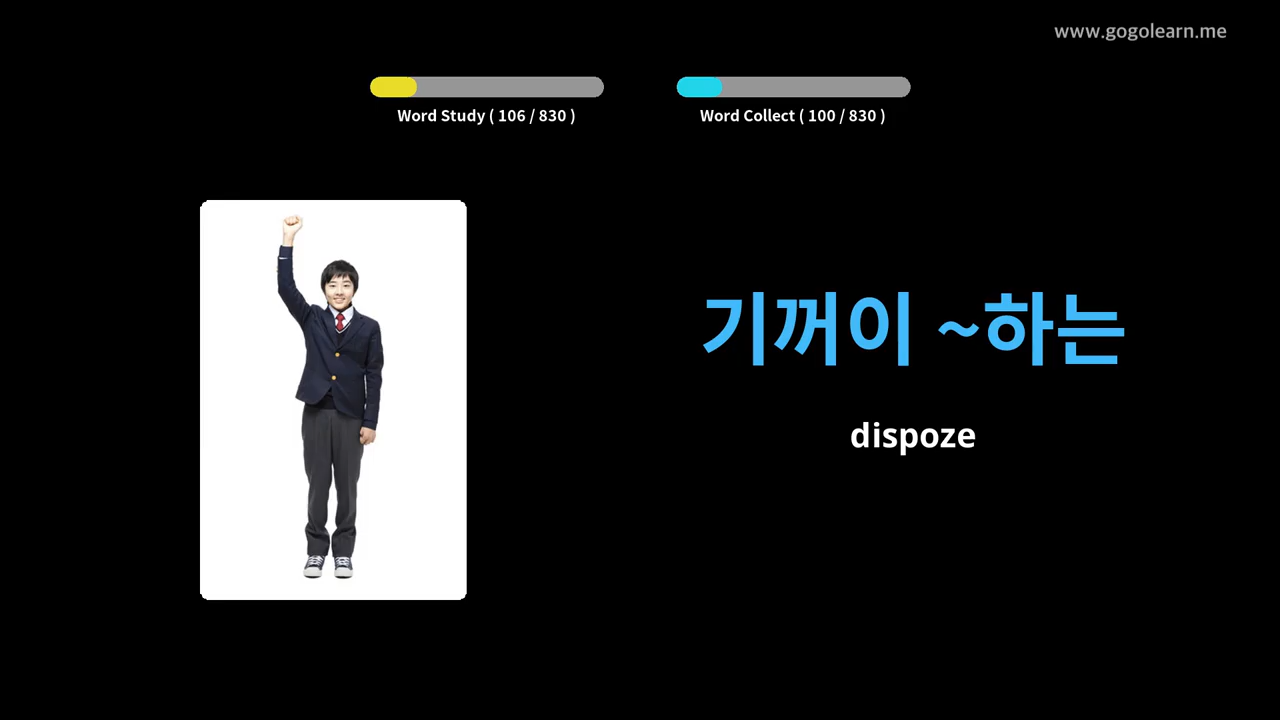 www.gogolearn.me
Word Study ( 106 / 830 )
Word Collect ( 100 / 830 )
기꺼이 ~하는
dispoze